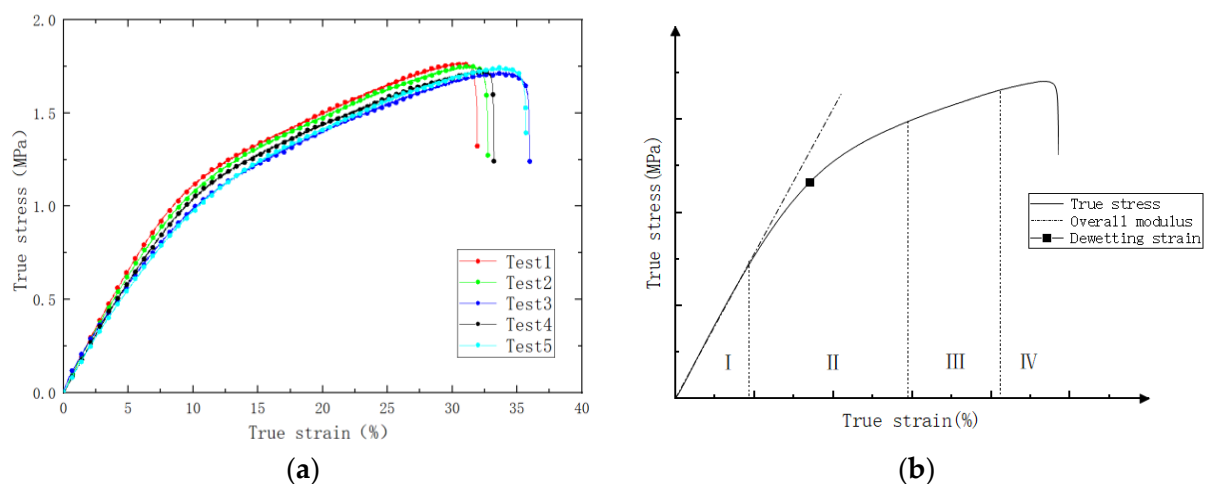 2.0
1.5
1.0
0.5
0.0
True stress (MPa)
0 5 10 15 20 25 30 35 40
True strain (%)
Test1
Test2
Test3
Test4
Test5
(a)
True stress (MPa)
True stress
Overall modulus
Dewetting strain
I II III IV
True strain(%)
(b)